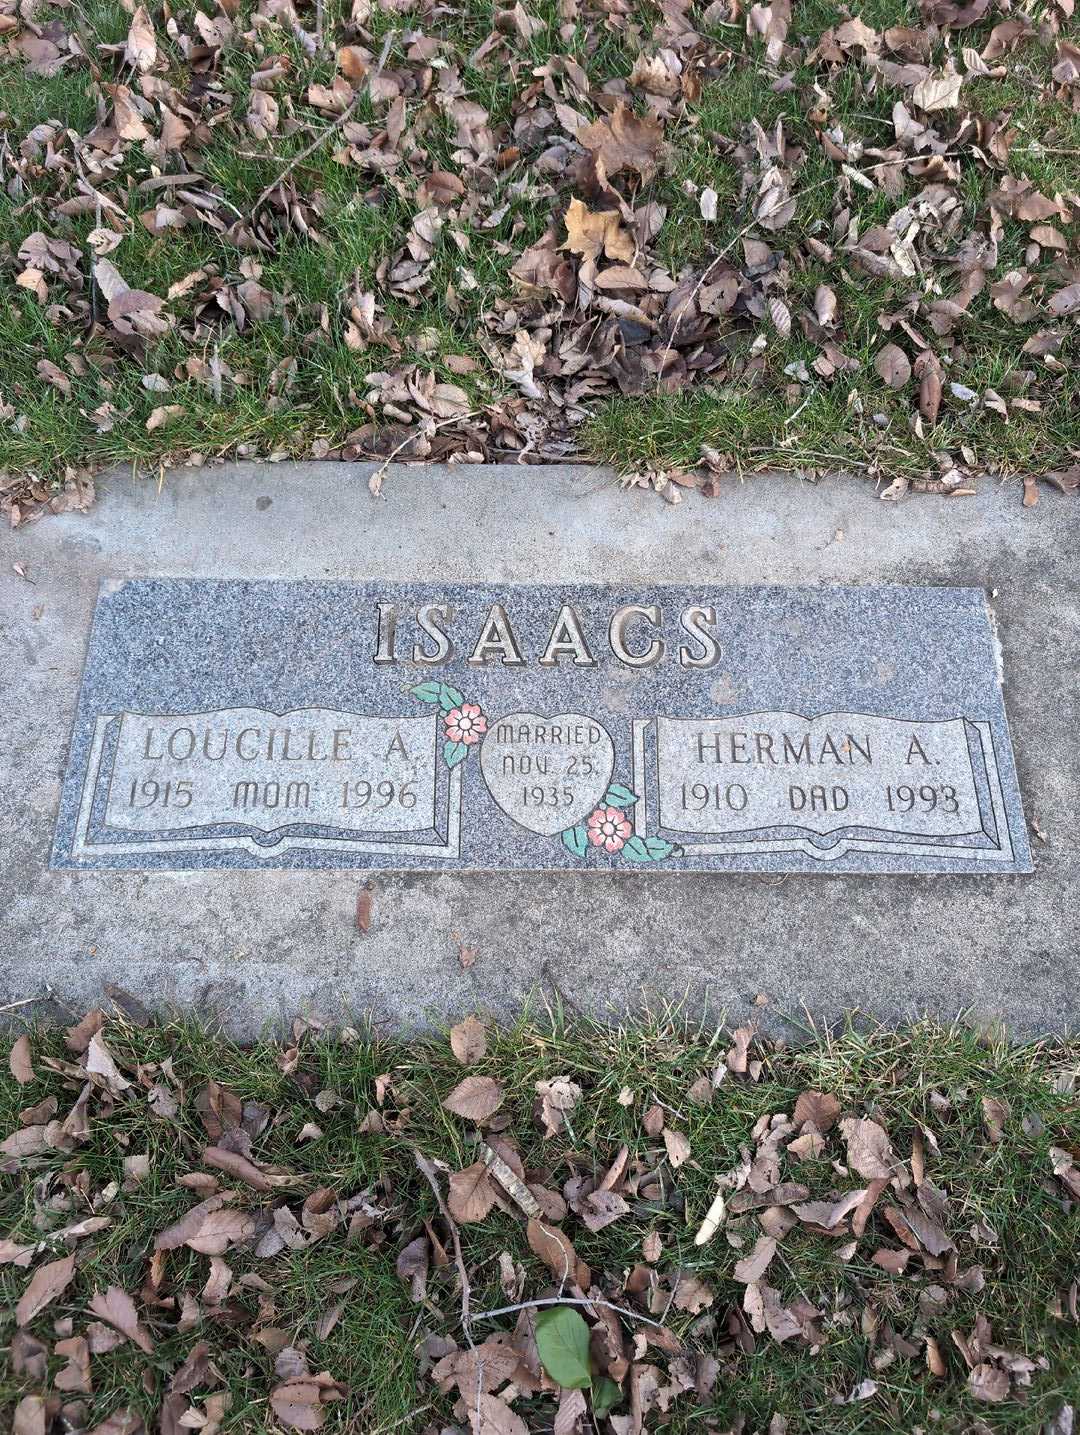 ISAACS
LOUCILLE A.
1915 MOM 1996
MARRIED
NOV. 25,
1935
HERMAN A.
1910 DAD 1993